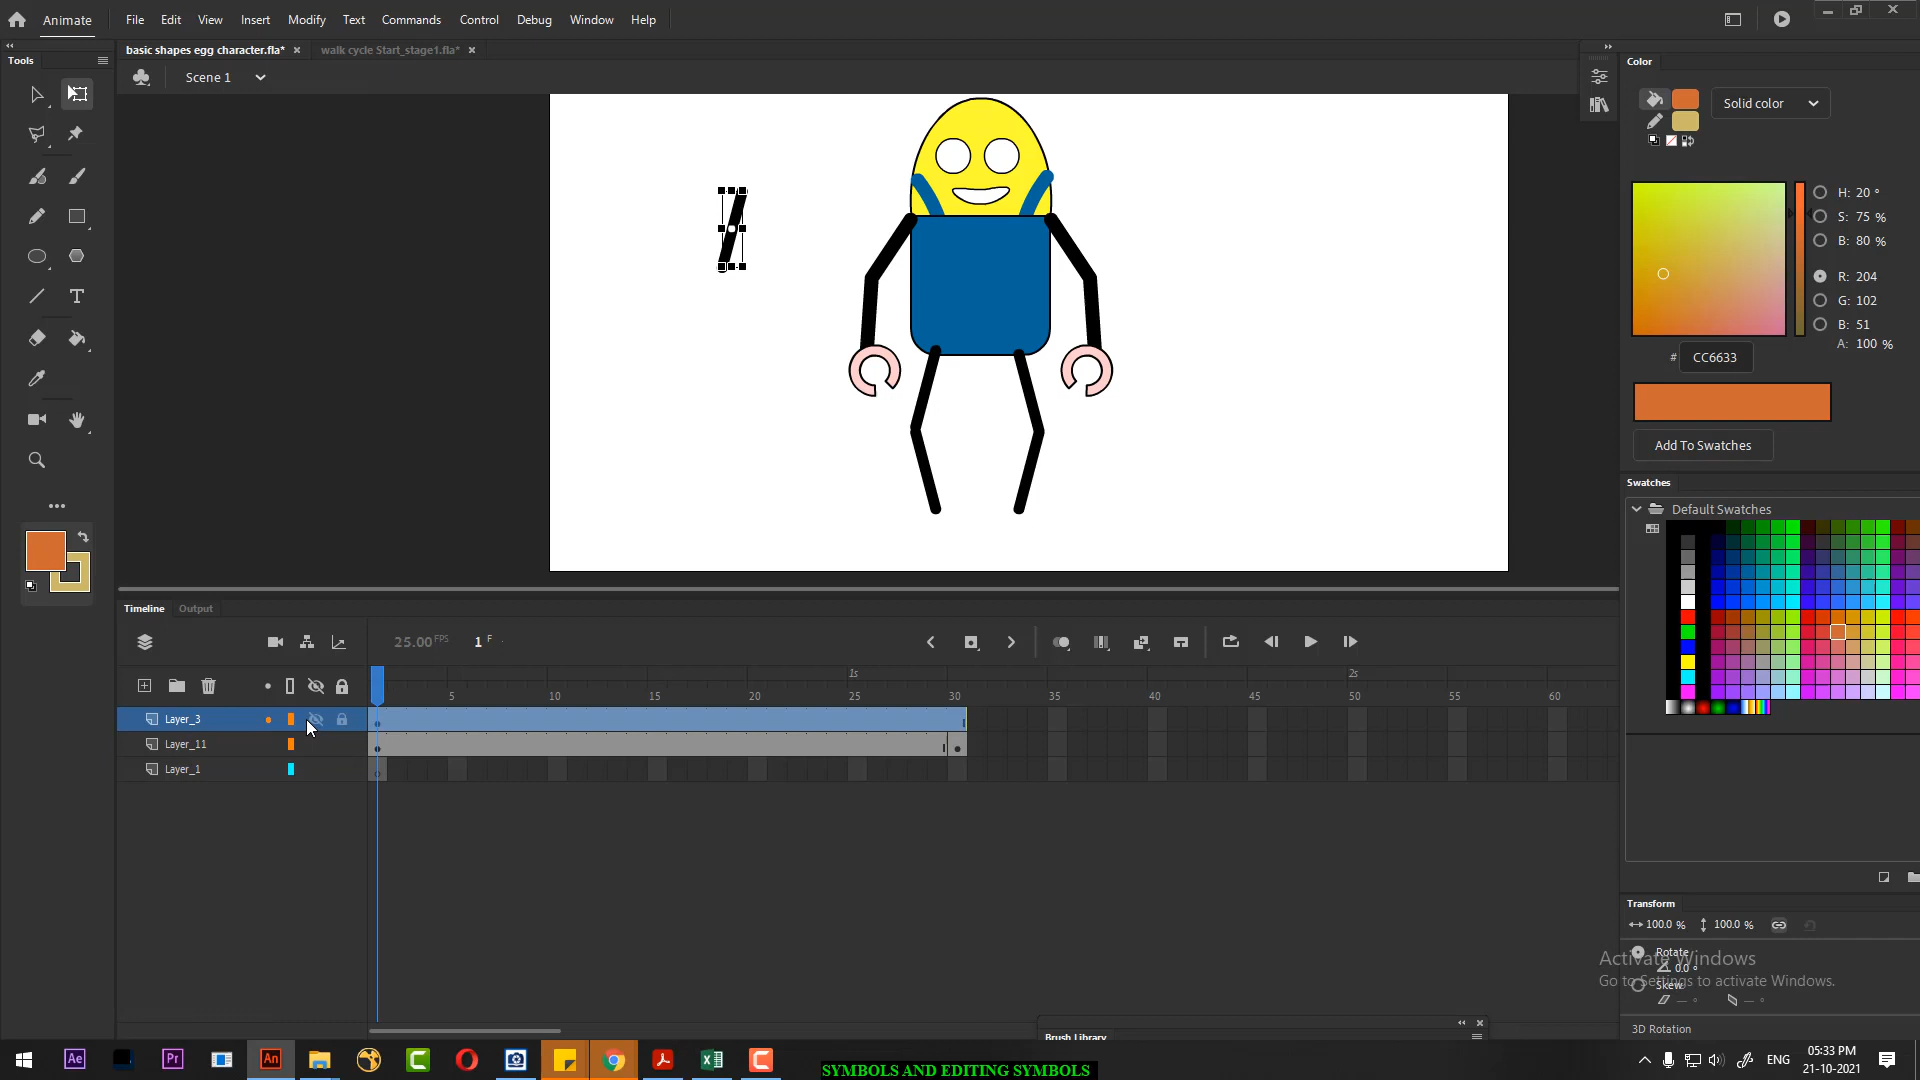 Animate File Edit View Insert Modify Text Commands Control Debug Window Help
basic shapes egg character.fla* × walk cycle Start_stage1.fla* ×
Tools
Scene 1
Color
Solid color
H: 20 °
S: 75 %
B: 80 %
R: 204
G: 102
B: 51
A: 100 %
# CC6633
Add To Swatches
Swatches
Default Swatches
Timeline Output
25.00 FPS 1 F
1s 2s
5 10 15 20 25 30 35 40 45 50 55 60
Layer_3
Layer_11
Layer_1
Transform
100.0 % 100.0 %
Rotate
0.0 °
Skew
Activate Windows
Go to Settings to activate Windows.
3D Rotation
Brush Library
Ae Pr An
ENG
05:33 PM
21-10-2021
SYMBOLS AND EDITING SYMBOLS